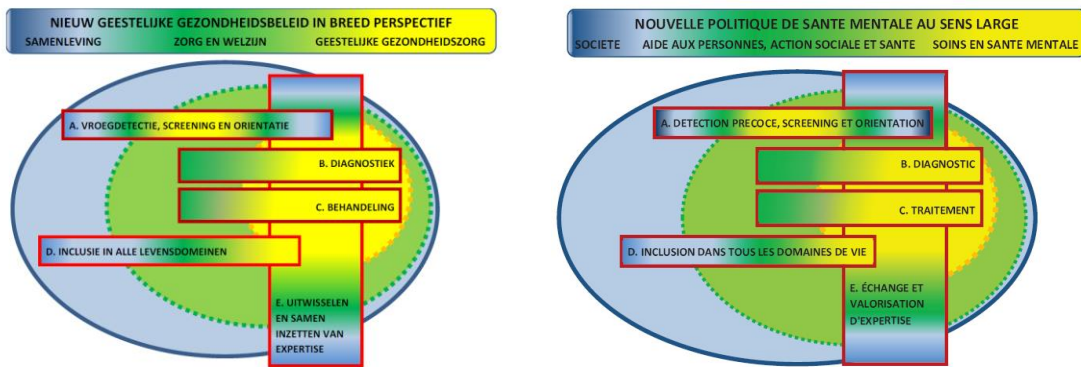 NIEUW GEESTELIJKE GEZONDHEIDSBELEID IN BREED PERSPECTIEF
SAMENLEVING ZORG EN WELZIJN GEESTELIJKE GEZONDHEIDSZORG
A. VROEGDETECTIE, SCREENING EN ORIENTATIE
B. DIAGNOSTIEK
C. BEHANDELING
D. INCLUSIE IN ALLE LEVENSDOMEINEN
E. UITWISSELEN
EN SAMEN
INZETTEN VAN
EXPERTISE
NOUVELLE POLITIQUE DE SANTE MENTALE AU SENS LARGE
SOCIETE AIDE AUX PERSONNES, ACTION SOCIALE ET SANTE SOINS EN SANTE MENTALE
A. DETECTION PRECOCE, SCREENING ET ORIENTATION
B. DIAGNOSTIC
C. TRAITEMENT
D. INCLUSION DANS TOUS LES DOMAINES DE VIE
E. ÉCHANGE ET
VALORISATION
D'EXPERTISE